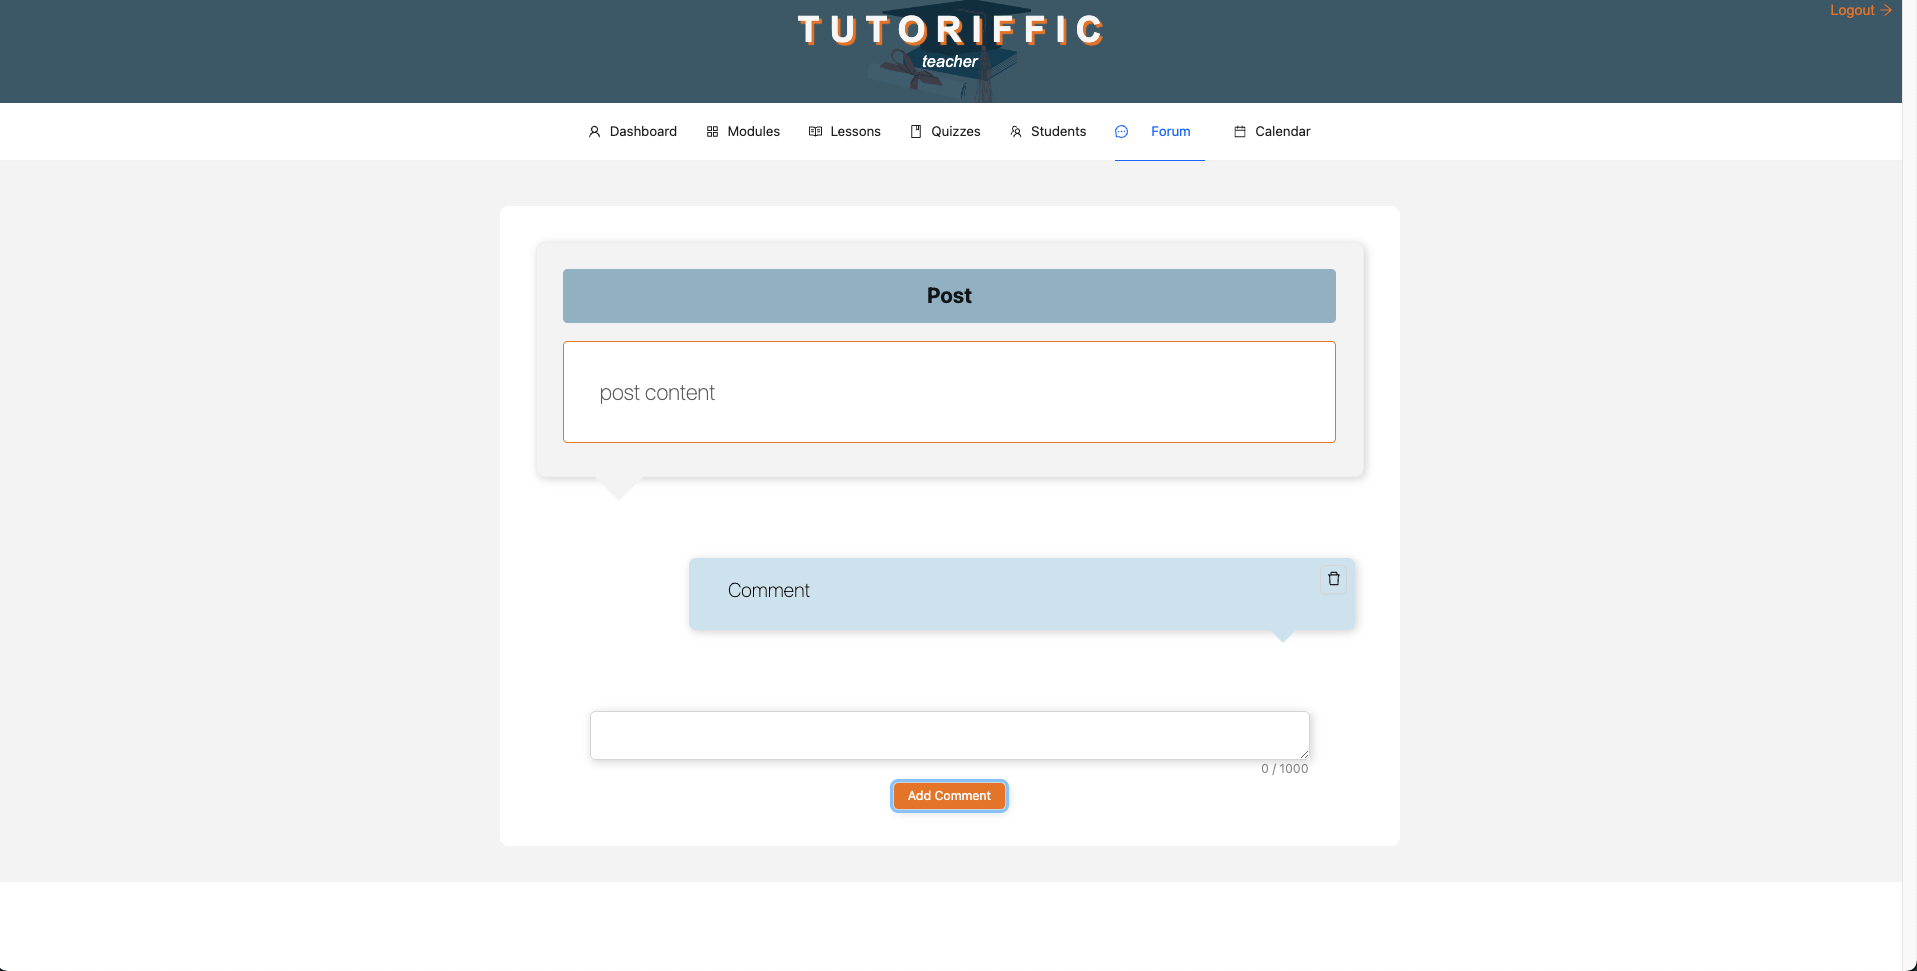 Logout
TUTORIFFIC
teacher
Dashboard Modules Lessons Quizzes Students Forum Calendar
Post
post content
Comment
0 / 1000
Add Comment